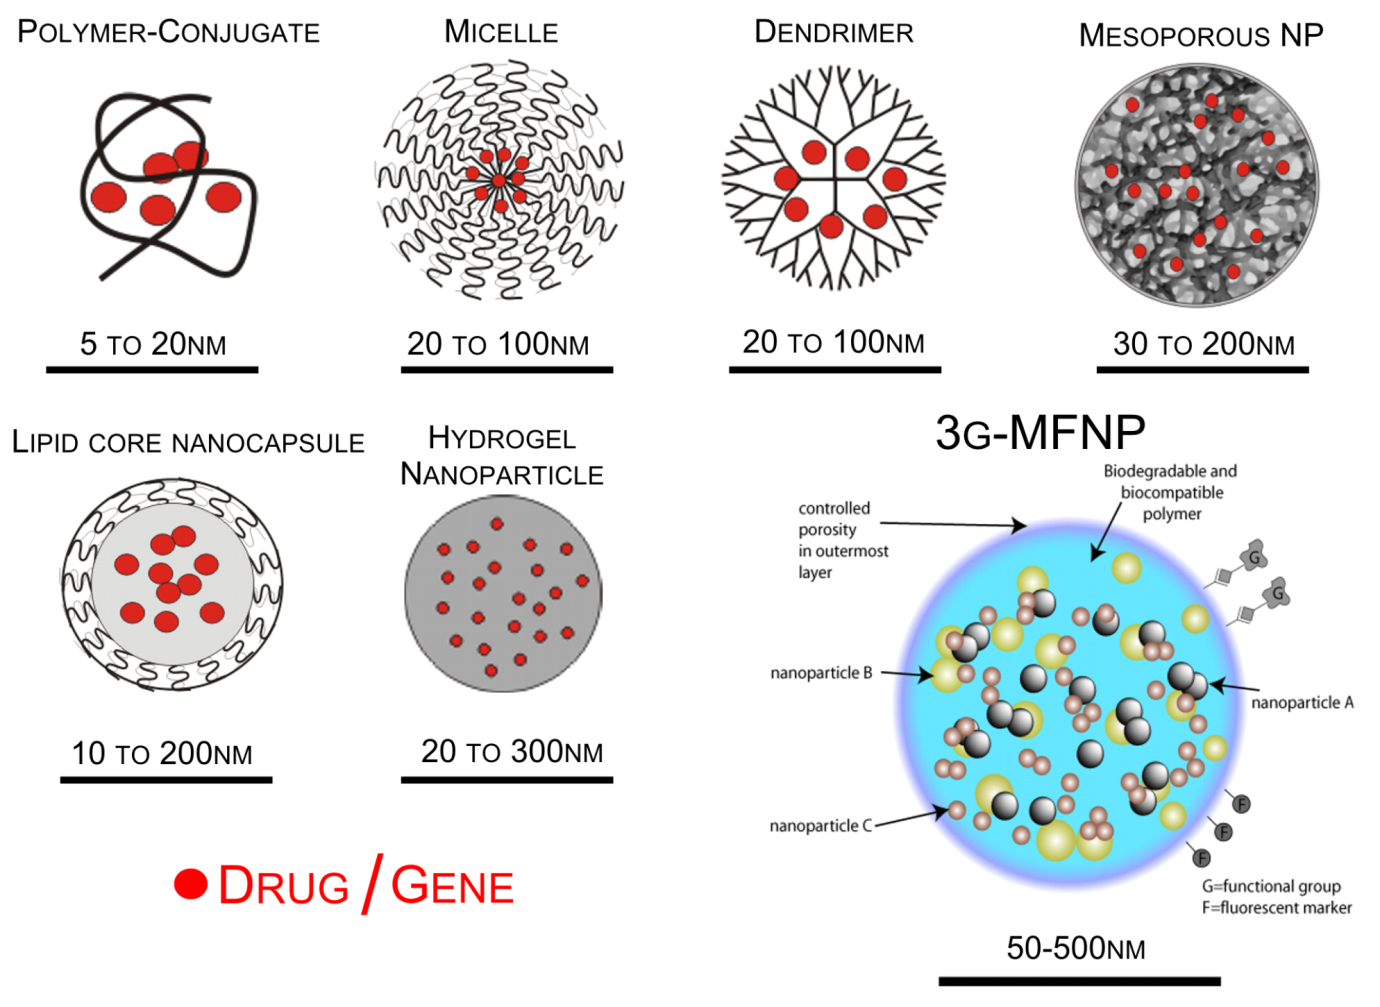 POLYMER-CONJUGATE
MICELLE
DENDRIMER
MESOPOROUS NP
5 TO 20NM
20 TO 100NM
20 TO 100NM
30 TO 200NM
LIPID CORE NANOCAPSULE
HYDROGEL
NANOPARTICLE
10 TO 200NM
20 TO 300NM
DRUG / GENE
3G-MFNP
Biodegradable and
biocompatible
polymer
controlled
porosity
in outermost
layer
G
G
nanoparticle B
nanoparticle A
nanoparticle C
F
F
F
G=functional group
F=fluorescent marker
50-500NM